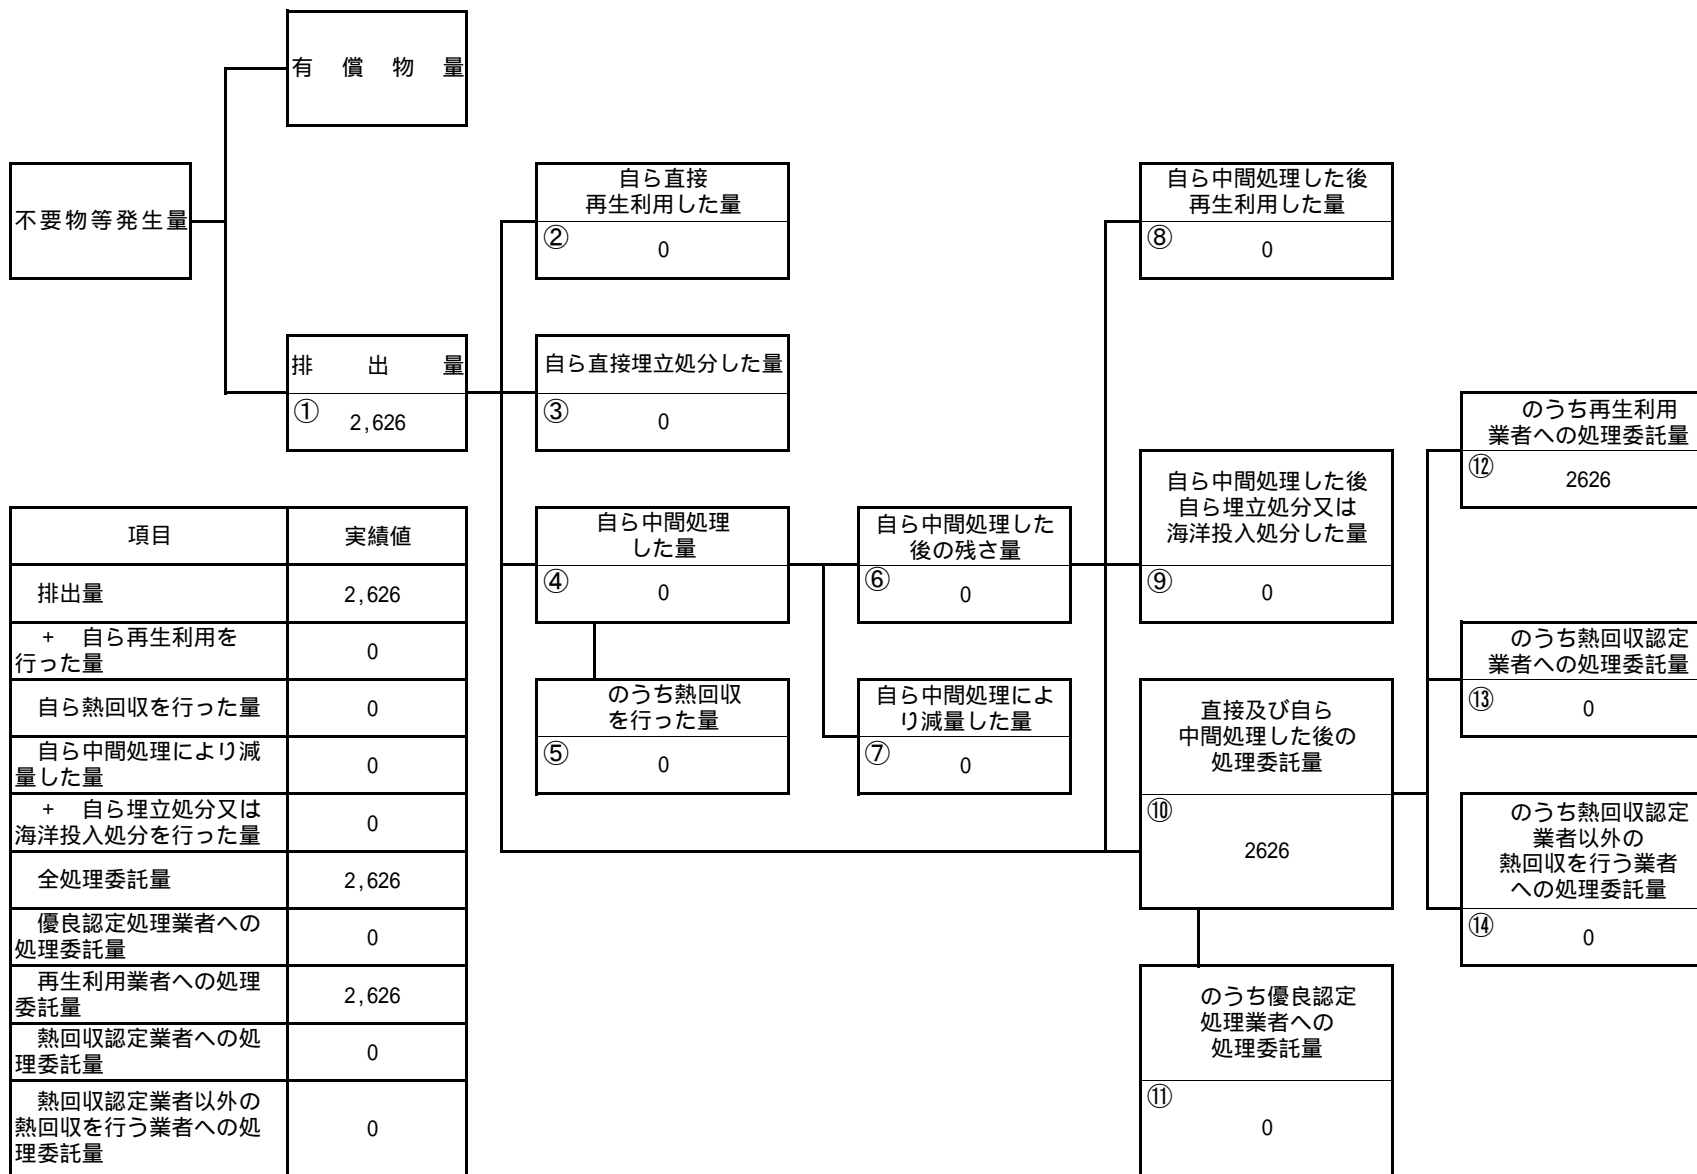 有償物量
不要物等発生量
排出量
① 2,626
自ら直接
再生利用した量
② 0
自ら直接埋立処分した量
③ 0
自ら中間処理
した量
④ 0
のうち熱回収
を行った量
⑤ 0
自ら中間処理した
後の残さ量
⑥ 0
自ら中間処理によ
り減量した量
⑦ 0
自ら中間処理した後
再生利用した量
⑧ 0
自ら中間処理した後
自ら埋立処分又は
海洋投入処分した量
⑨ 0
直接及び自ら
中間処理した後の
処理委託量
⑩
2626
のうち優良認定
処理業者への
処理委託量
⑪
0
のうち再生利用
業者への処理委託量
⑫ 2626
のうち熱回収認定
業者への処理委託量
⑬ 0
のうち熱回収認定
業者以外の
熱回収を行う業者
への処理委託量
⑭ 0
項目 実績値
排出量 2,626
+ 自ら再生利用を
行った量 0
自ら熱回収を行った量 0
自ら中間処理により減
量した量 0
+ 自ら埋立処分又は
海洋投入処分を行った量 0
全処理委託量 2,626
優良認定処理業者への
処理委託量 0
再生利用業者への処理
委託量 2,626
熱回収認定業者への処
理委託量 0
熱回収認定業者以外の
熱回収を行う業者への処
理委託量 0